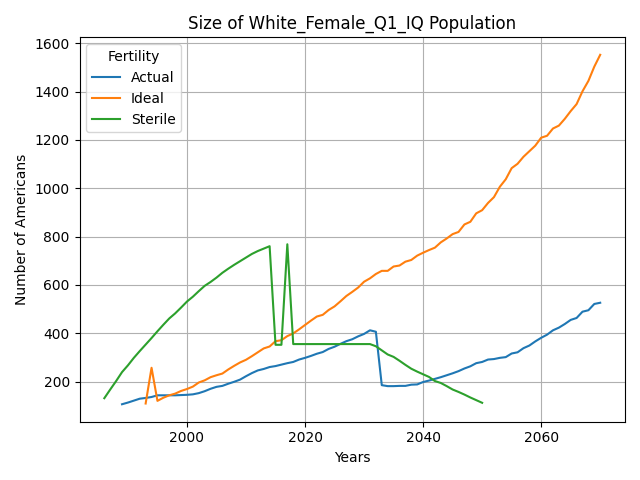 Size of White_Female_Q1_IQ Population
Number of Americans
1600
1400
1200
1000
800
600
400
200
Fertility
Actual
Ideal
Sterile
2000
2020
2040
2060
Years